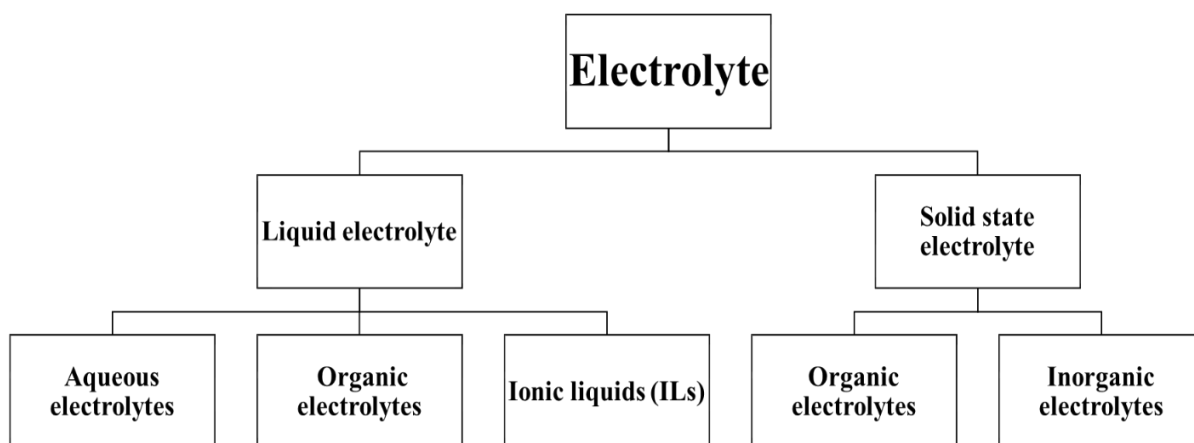 Electrolyte
Liquid electrolyte
Solid state
electrolyte
Aqueous
electrolytes
Organic
electrolytes
Ionic liquids (ILs)
Organic
electrolytes
Inorganic
electrolytes